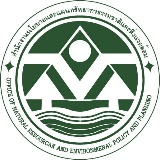 สำนักงานนโยบายและแผนทรัพยากรธรรมชาติและสิ่งแวดล้อม
OFFICE OF NATURAL RESOURCES AND ENVIRONMENTAL POLICY AND PLANNING